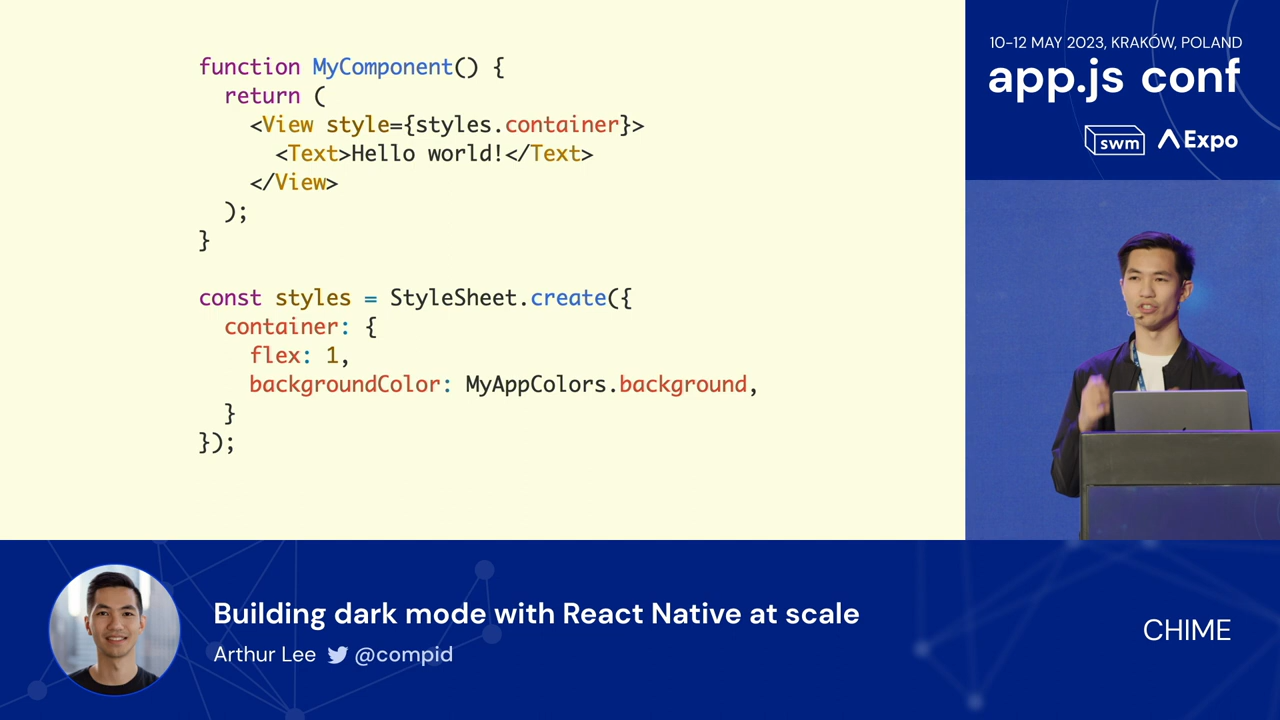 function MyComponent() {
return (
<View style={styles.container}>
<Text>Hello world!</Text>
</View>
);
}
const styles = StyleSheet.create({
container: {
flex: 1,
backgroundColor: MyAppColors.background,
}
});
10-12 MAY 2023, KRAKÓW, POLAND
app.js conf
swm Expo
Building dark mode with React Native at scale
Arthur Lee @compid
CHIME